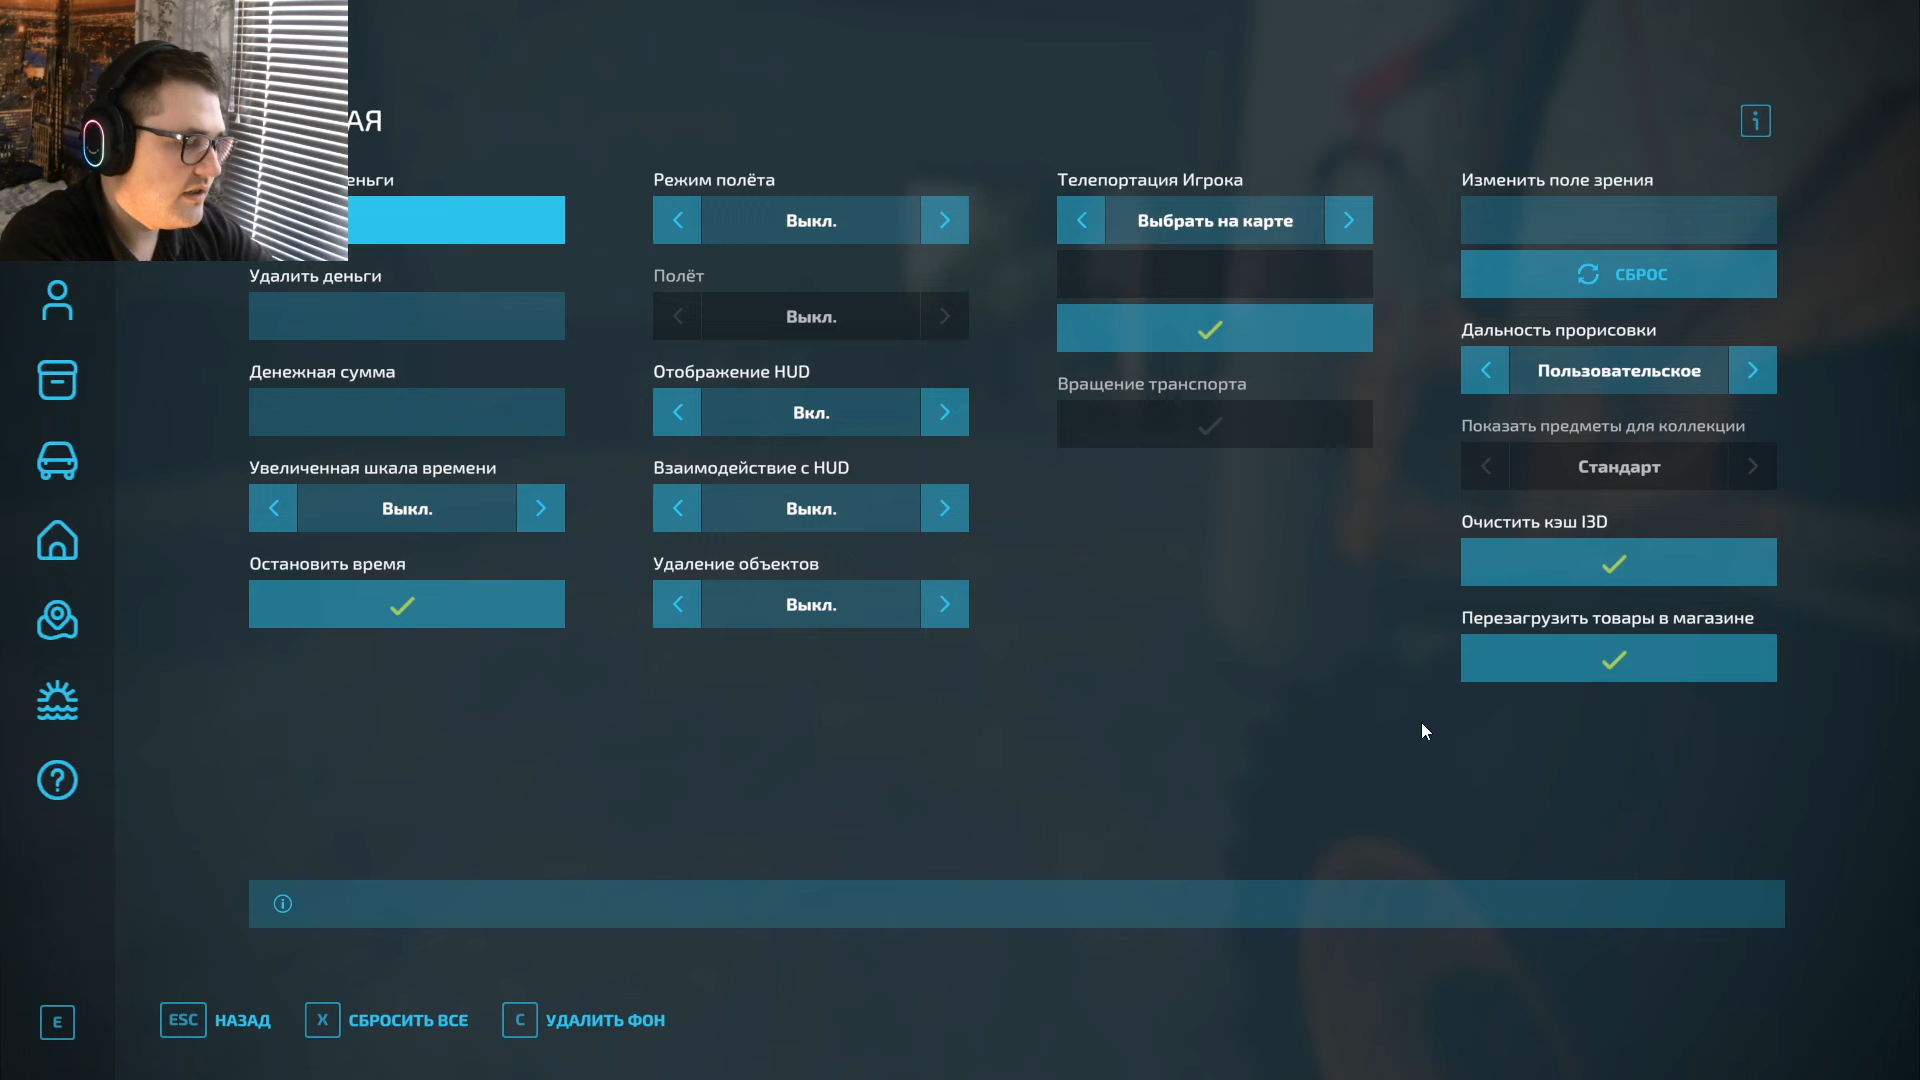 АЯ
еньги
Удалить деньги
Денежная сумма
Увеличенная шкала времени
Выкл.
Остановить время
Режим полёта
Выкл.
Полёт
Выкл.
Отображение HUD
Вкл.
Взаимодействие с HUD
Выкл.
Удаление объектов
Выкл.
Телепортация Игрока
Выбрать на карте
Вращение транспорта
Изменить поле зрения
СБРОС
Дальность прорисовки
Пользовательское
Показать предметы для коллекции
Стандарт
Очистить кэш I3D
Перезагрузить товары в магазине
E
ESC НАЗАД
X СБРОСИТЬ ВСЕ
C УДАЛИТЬ ФОН